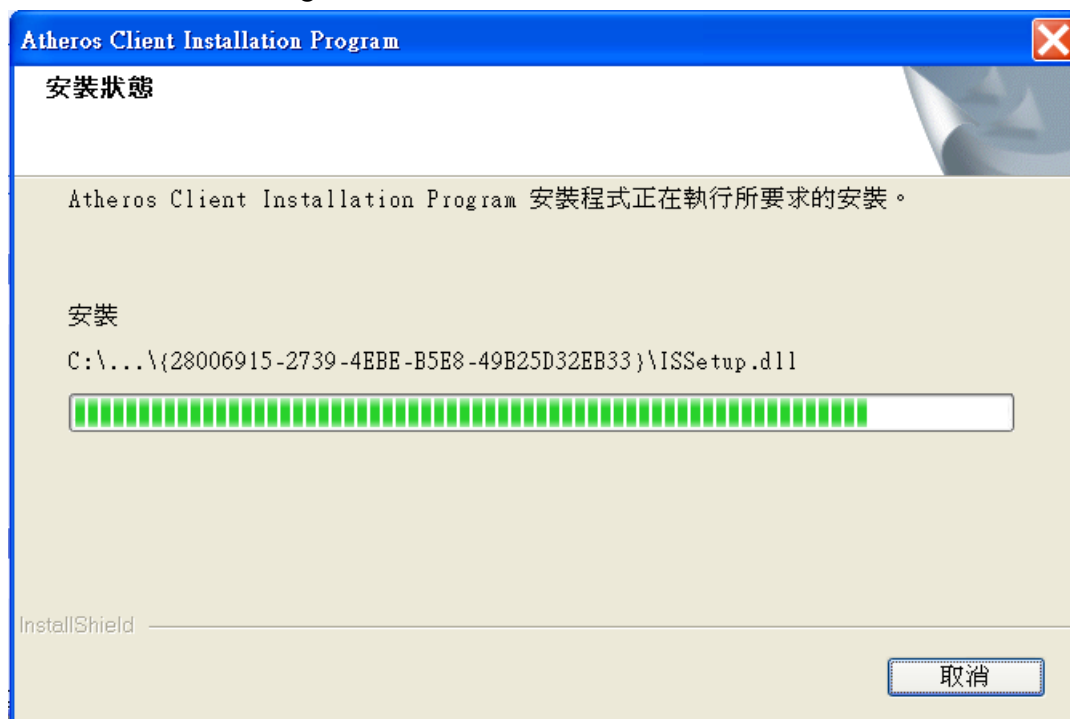 Atheros Client Installation Program
安裝狀態
Atheros Client Installation Program 安裝程式正在執行所要求的安裝。
安裝
C:\...\{28006915-2739-4EBE-B5E8-49B25D32EB33}\ISSetup.dll
InstallShield
取消